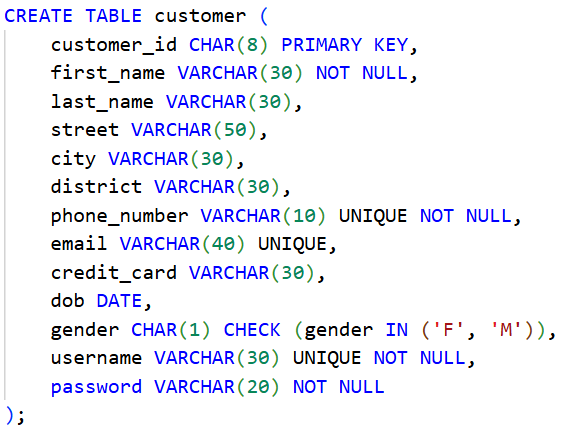 CREATE TABLE customer (
    customer_id CHAR(8) PRIMARY KEY,
    first_name VARCHAR(30) NOT NULL,
    last_name VARCHAR(30),
    street VARCHAR(50),
    city VARCHAR(30),
    district VARCHAR(30),
    phone_number VARCHAR(10) UNIQUE NOT NULL,
    email VARCHAR(40) UNIQUE,
    credit_card VARCHAR(30),
    dob DATE,
    gender CHAR(1) CHECK (gender IN ('F', 'M')),
    username VARCHAR(30) UNIQUE NOT NULL,
    password VARCHAR(20) NOT NULL
);